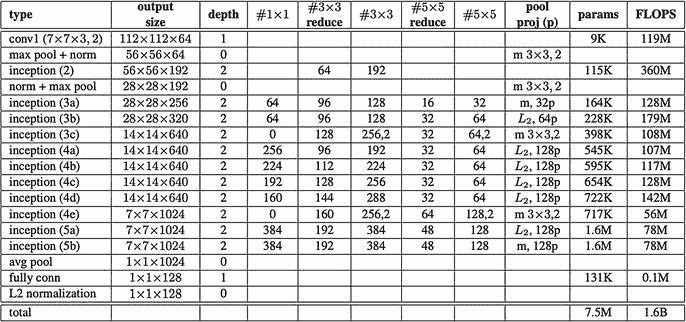 type output size depth #1×1 #3×3 reduce #3×3 #5×5 reduce #5×5 pool proj (p) params FLOPS
conv1 (7×7×3, 2) 112×112×64 1 9K 119M
max pool + norm 56×56×64 0 m 3×3, 2
inception (2) 56×56×192 2 64 192 115K 360M
norm + max pool 28×28×192 0 m 3×3, 2
inception (3a) 28×28×256 2 64 96 128 16 32 m, 32p 164K 128M
inception (3b) 28×28×320 2 64 96 128 32 64 L₂, 64p 228K 179M
inception (3c) 14×14×640 2 0 128 256,2 32 64,2 m 3×3,2 398K 108M
inception (4a) 14×14×640 2 256 96 192 32 64 L₂, 128p 545K 107M
inception (4b) 14×14×640 2 224 112 224 32 64 L₂, 128p 595K 117M
inception (4c) 14×14×640 2 192 128 256 32 64 L₂, 128p 654K 128M
inception (4d) 14×14×640 2 160 144 288 32 64 L₂, 128p 722K 142M
inception (4e) 7×7×1024 2 0 160 256,2 64 128,2 m 3×3,2 717K 56M
inception (5a) 7×7×1024 2 384 192 384 48 128 L₂, 128p 1.6M 78M
inception (5b) 7×7×1024 2 384 192 384 48 128 m, 128p 1.6M 78M
avg pool 1×1×1024 0
fully conn 1×1×128 1 131K 0.1M
L2 normalization 1×1×128 0
total 7.5M 1.6B